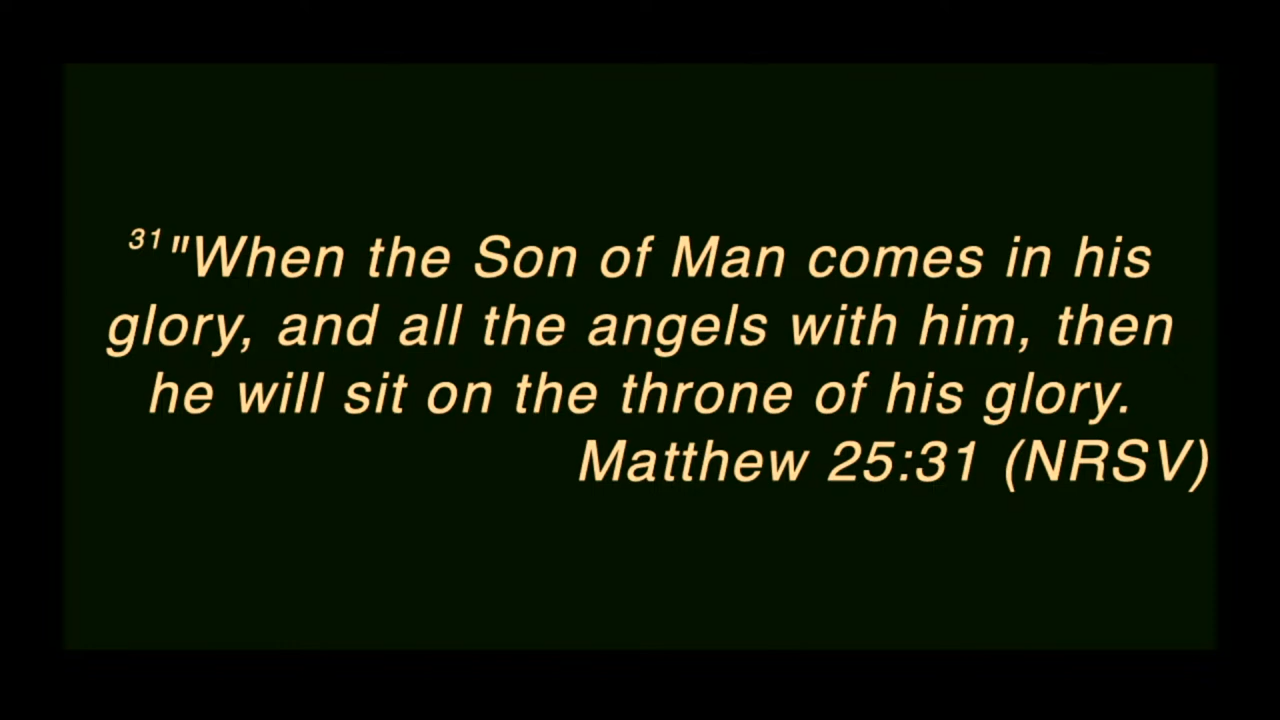 31"When the Son of Man comes in his
glory, and all the angels with him, then
he will sit on the throne of his glory.
Matthew 25:31 (NRSV)